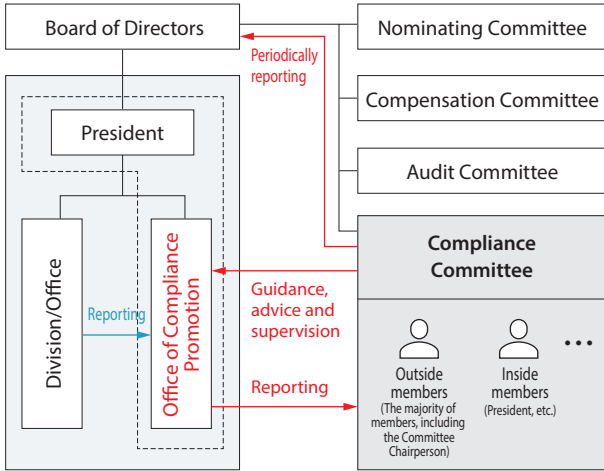 Board of Directors
Nominating Committee
Periodically
reporting
Compensation Committee
President
Audit Committee
Compliance
Committee
Division/Office
Reporting
Office of Compliance
Promotion
Guidance,
advice and
supervision
Reporting
Outside
members
(The majority of
members, including
the Committee
Chairperson)
Inside
members
(President, etc.)
•••